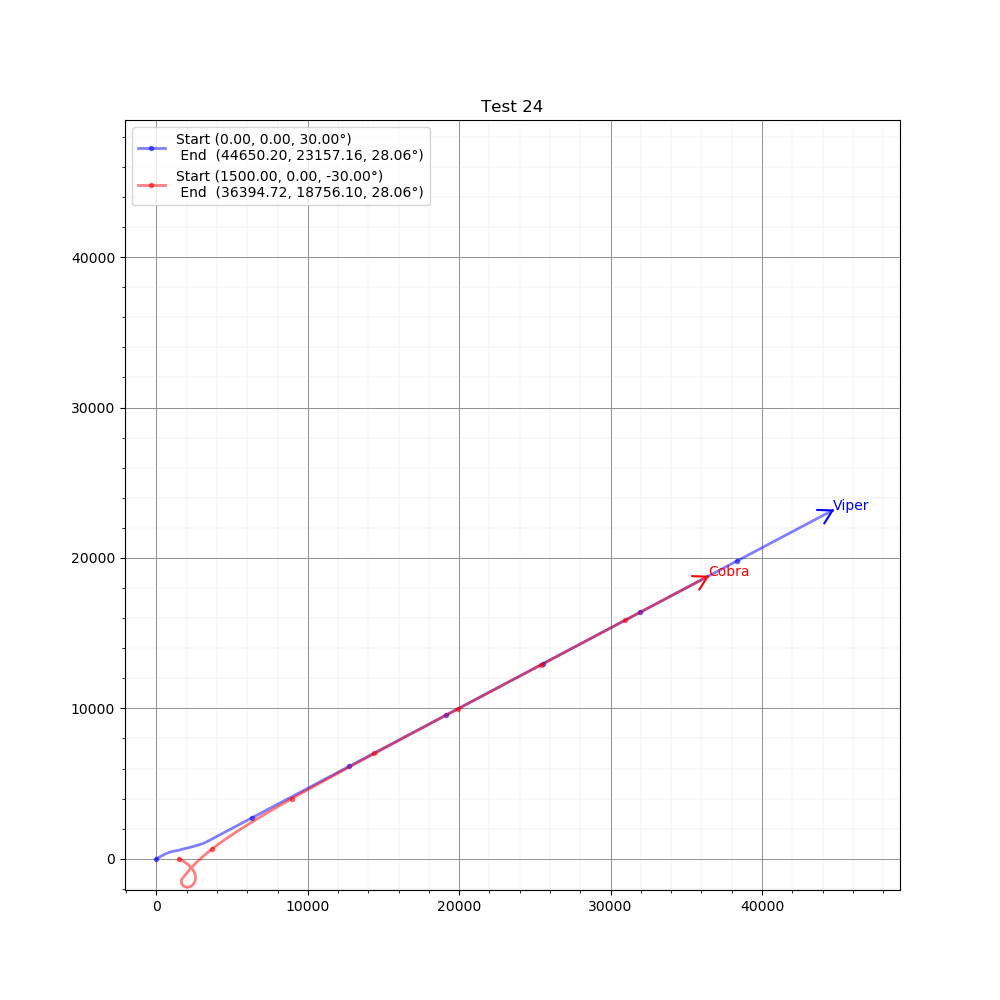 Test 24
Start (0.00, 0.00, 30.00°)
End  (44650.20, 23157.16, 28.06°)
Start (1500.00, 0.00, -30.00°)
End  (36394.72, 18756.10, 28.06°)
40000
30000
Viper
20000
Cobra
10000
0
0 10000 20000 30000 40000